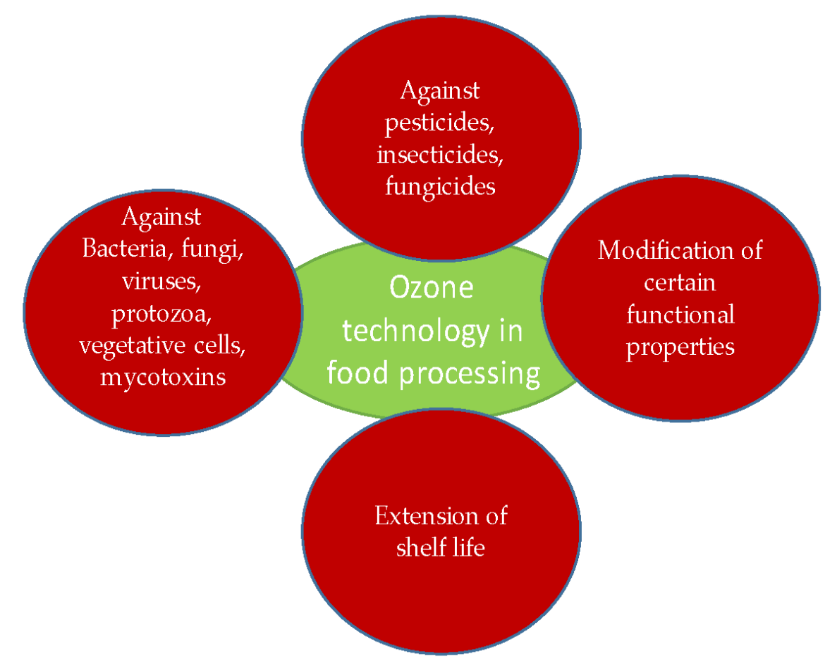 Against
pesticides,
insecticides,
fungicides
Against
Bacteria, fungi,
viruses,
protozoa,
vegetative cells,
mycotoxins
Ozone
technology in
food processing
Modification of
certain
functional
properties
Extension of
shelf life